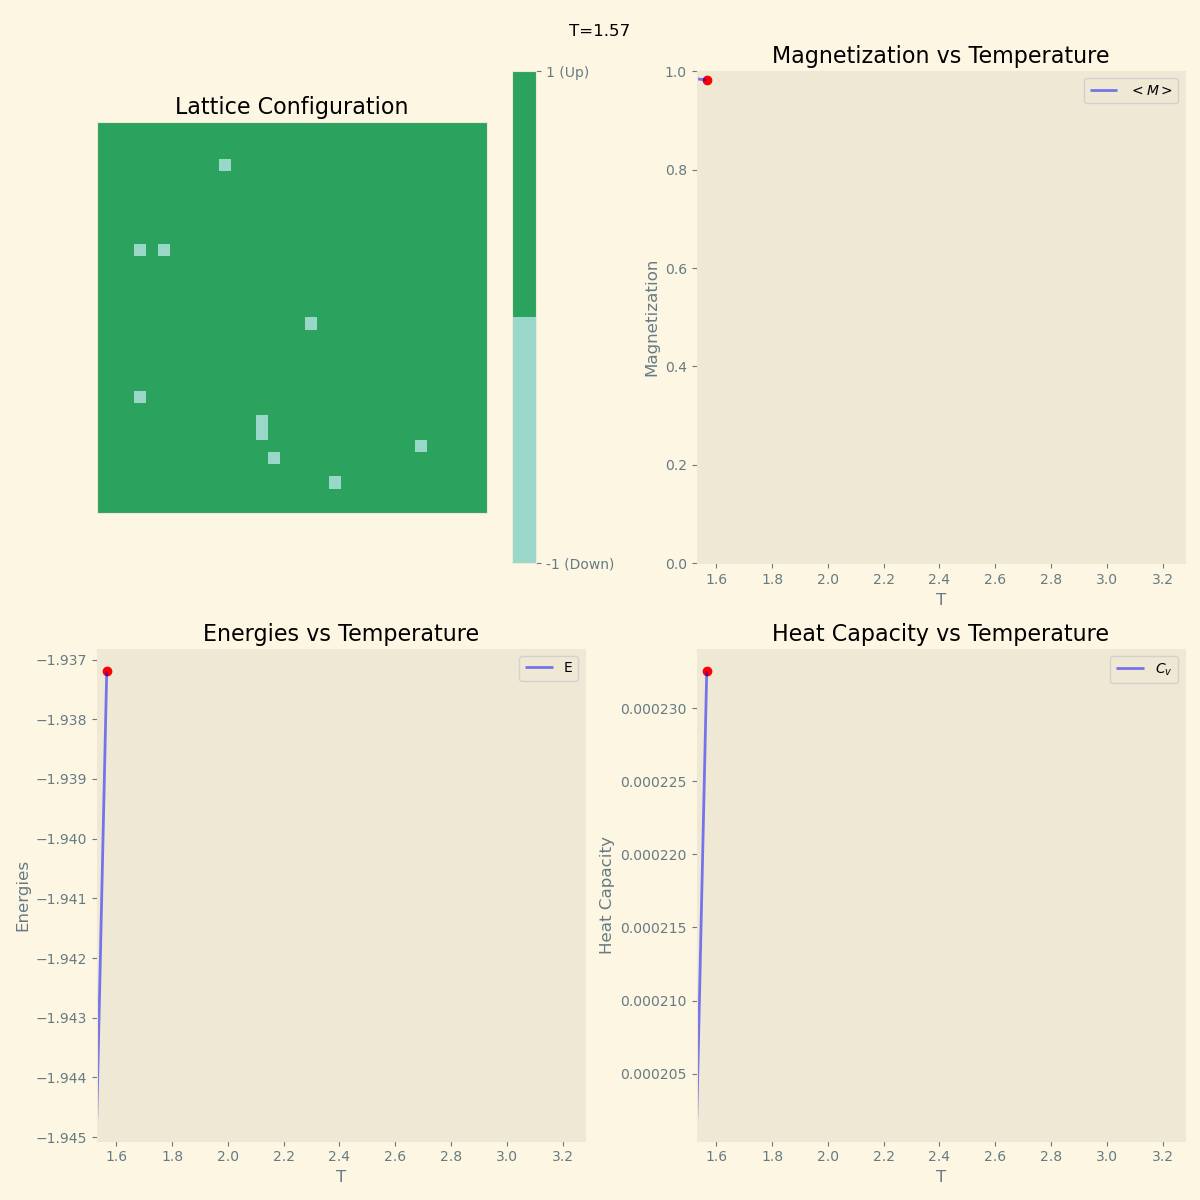 T=1.57
Lattice Configuration
1 (Up)
-1 (Down)
Magnetization vs Temperature
Magnetization
1.0
0.8
0.6
0.4
0.2
0.0
<M>
1.6 1.8 2.0 2.2 2.4 2.6 2.8 3.0 3.2
T
Energies vs Temperature
Energies
−1.937
−1.938
−1.939
−1.940
−1.941
−1.942
−1.943
−1.944
−1.945
E
1.6 1.8 2.0 2.2 2.4 2.6 2.8 3.0 3.2
T
Heat Capacity vs Temperature
Heat Capacity
0.000230
0.000225
0.000220
0.000215
0.000210
0.000205
Cv
1.6 1.8 2.0 2.2 2.4 2.6 2.8 3.0 3.2
T